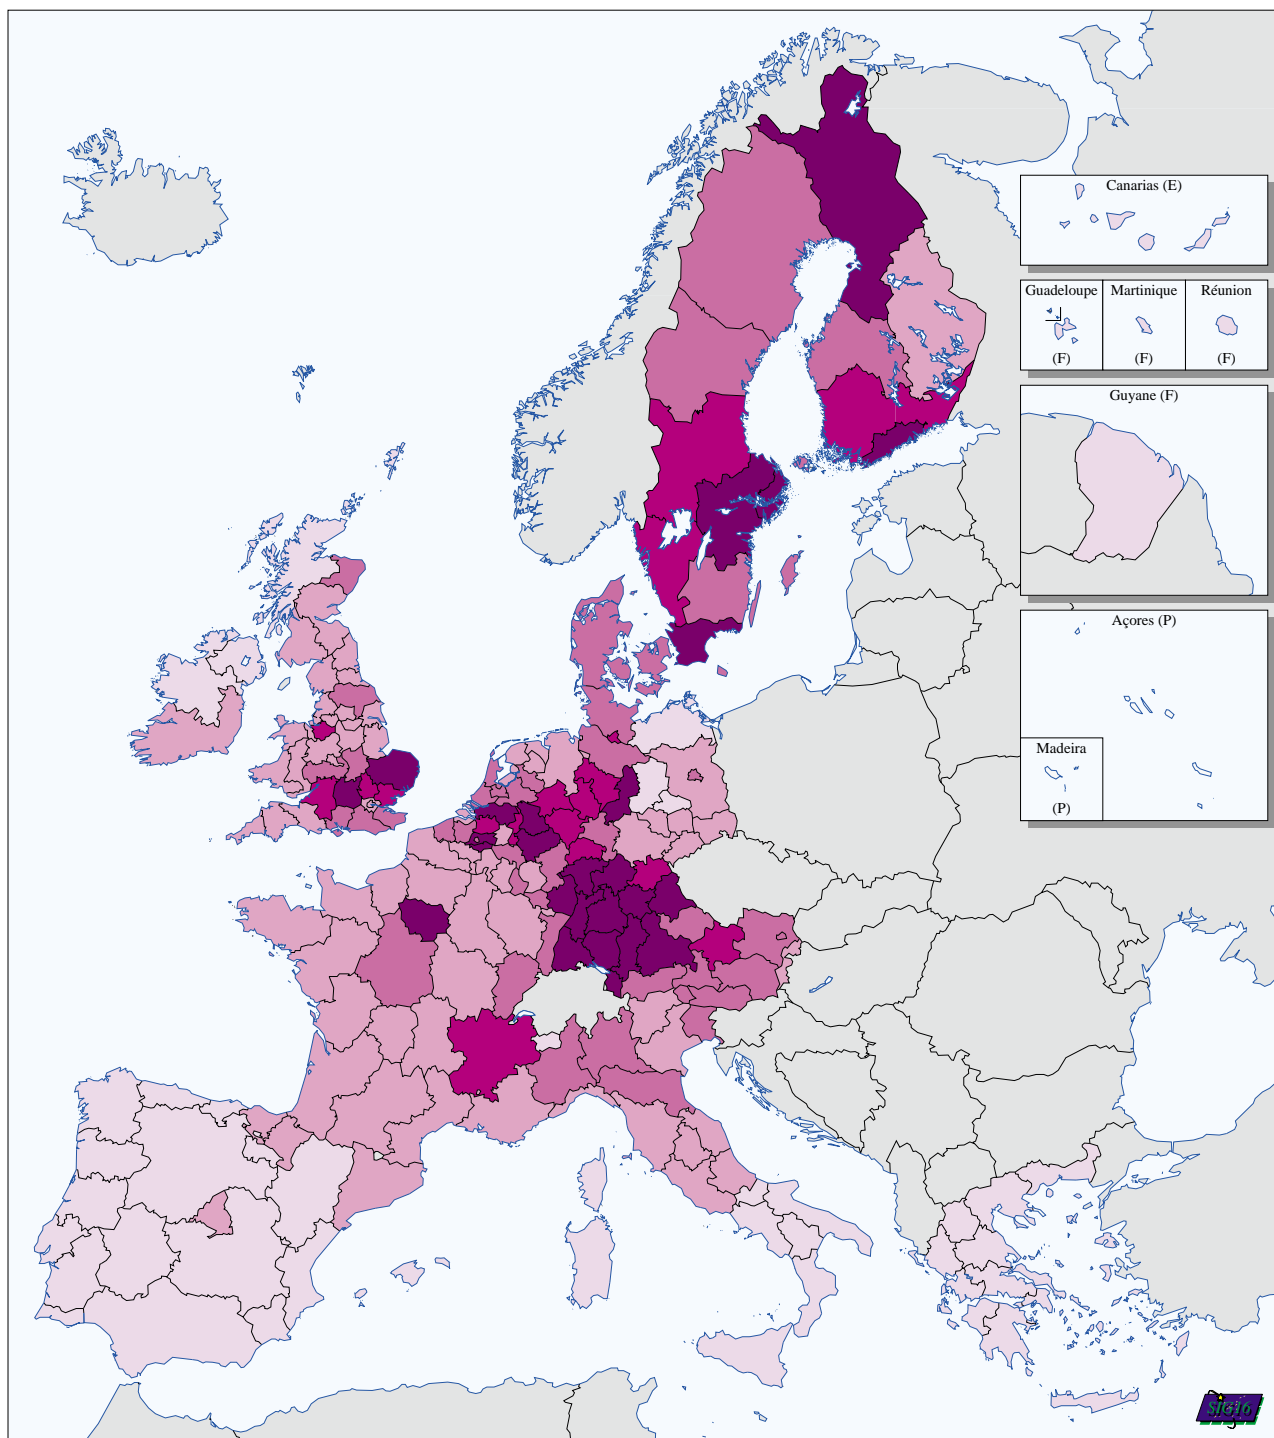 Canarias (E)
Guadeloupe
Martinique
Réunion
(F)
(F)
(F)
Guyane (F)
Açores (P)
Madeira
(P)
SIG16